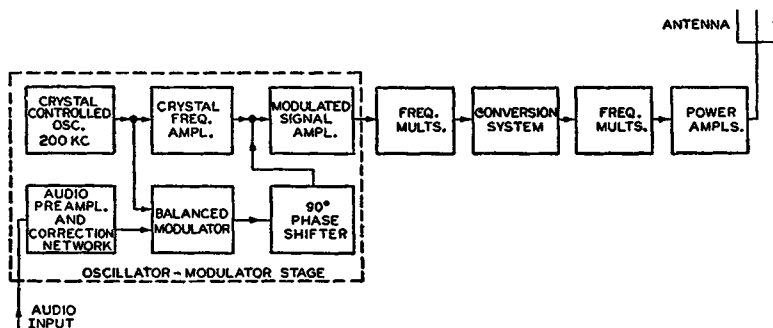 ANTENNA
CRYSTAL
CONTROLLED
OSC.
200 KC
CRYSTAL
FREQ.
AMPL.
MODULATED
SIGNAL
AMPL.
FREQ.
MULTS.
CONVERSION
SYSTEM
FREQ.
MULTS.
POWER
AMPLS.
AUDIO
PREAMPL.
AND
CORRECTION
NETWORK
BALANCED
MODULATOR
90°
PHASE
SHIFTER
OSCILLATOR-MODULATOR STAGE
AUDIO
INPUT